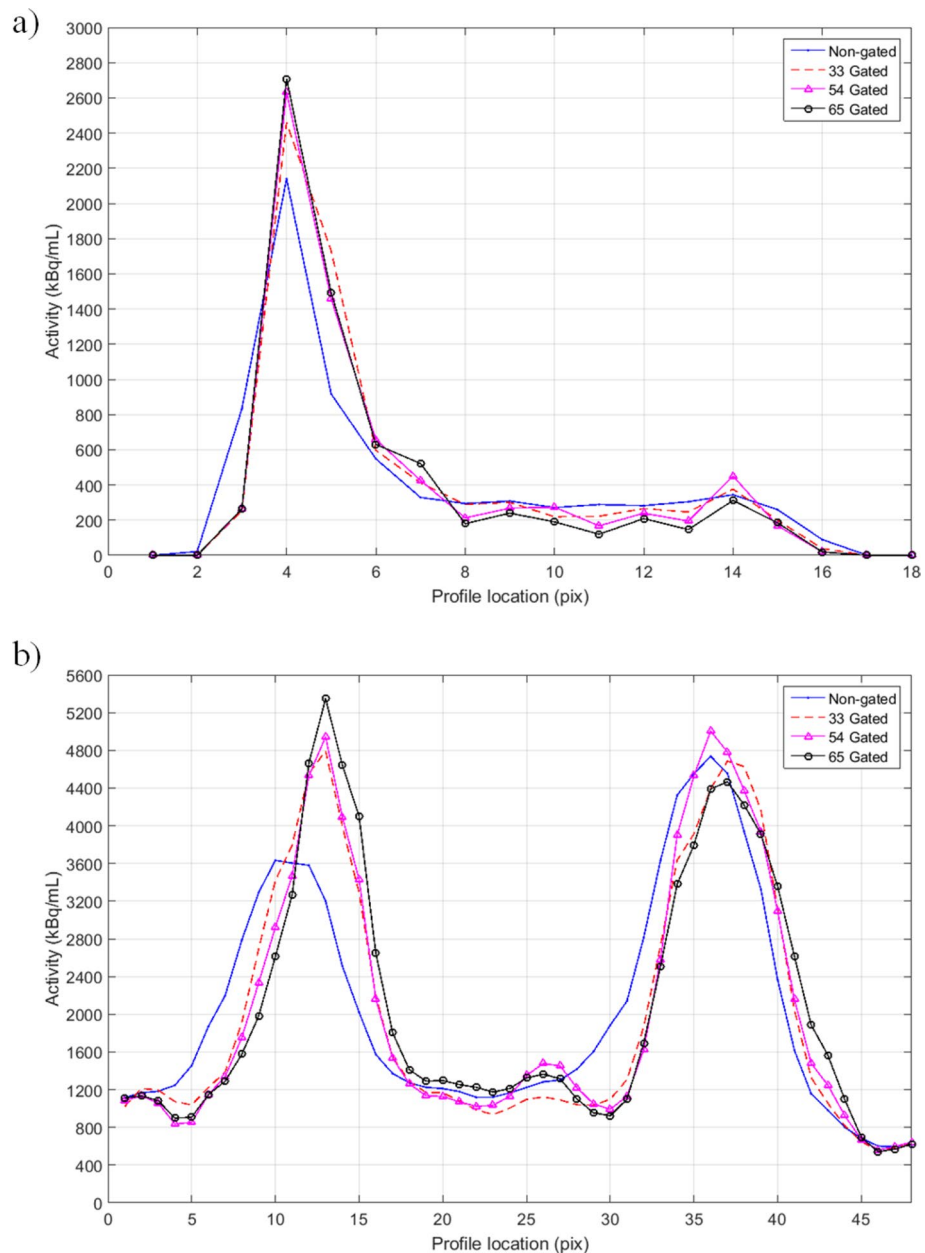 a)
3000
2800
2600
2400
2200
2000
1800
1600
1400
1200
1000
800
600
400
200
0
Activity (kBq/mL)
Non-gated
33 Gated
54 Gated
65 Gated
0 2 4 6 8 10 12 14 16 18
Profile location (pix)
b)
5600
5200
4800
4400
4000
3600
3200
2800
2400
2000
1600
1200
800
400
0
Activity (kBq/mL)
Non-gated
33 Gated
54 Gated
65 Gated
0 5 10 15 20 25 30 35 40 45
Profile location (pix)